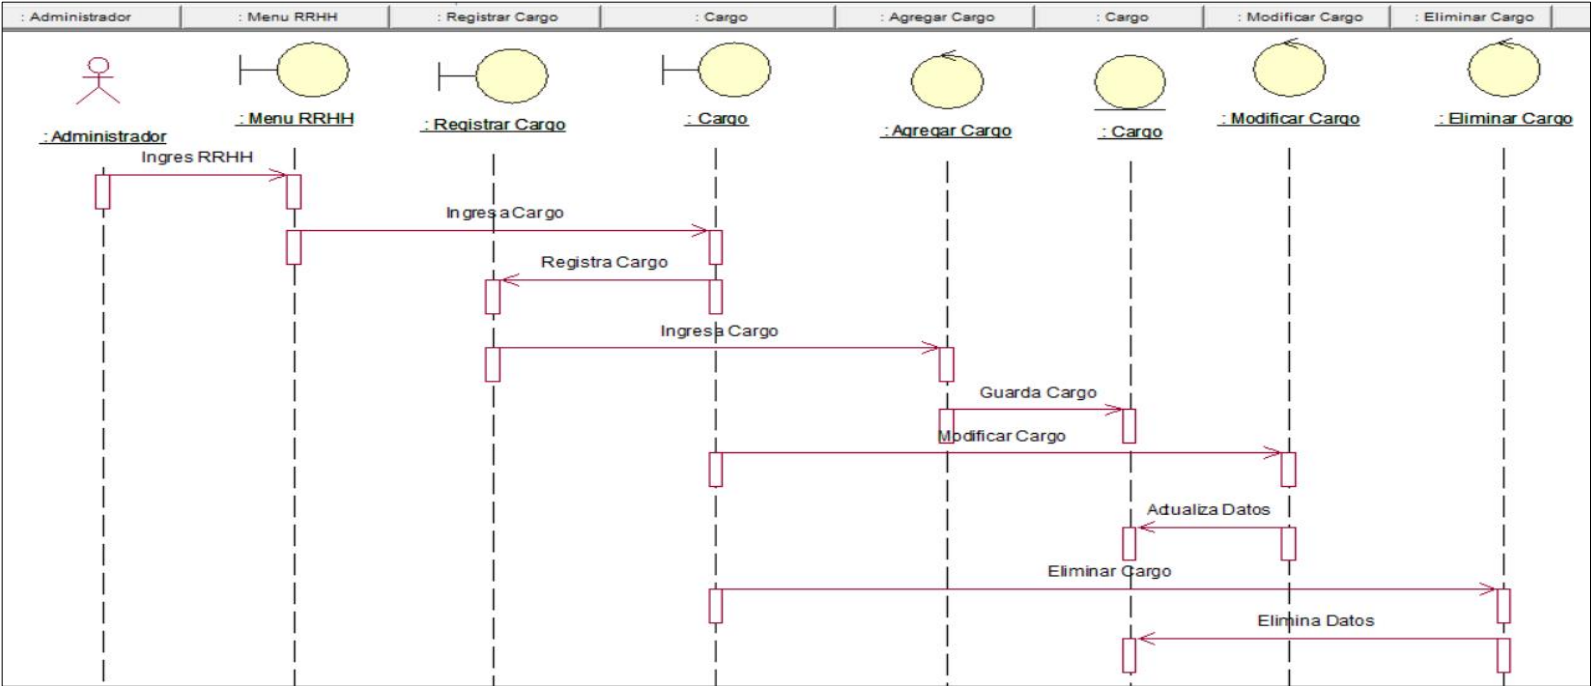 : Administrador
: Menu RRHH
: Registrar Cargo
: Cargo
: Agregar Cargo
: Cargo
: Modificar Cargo
: Eliminar Cargo
: Administrador
: Menu RRHH
: Registrar Cargo
: Cargo
: Agregar Cargo
: Cargo
: Modificar Cargo
: Eliminar Cargo
Ingres RRHH
Ingresa Cargo
Registra Cargo
Ingresa Cargo
Guarda Cargo
Modificar Cargo
Actualiza Datos
Eliminar Cargo
Elimina Datos